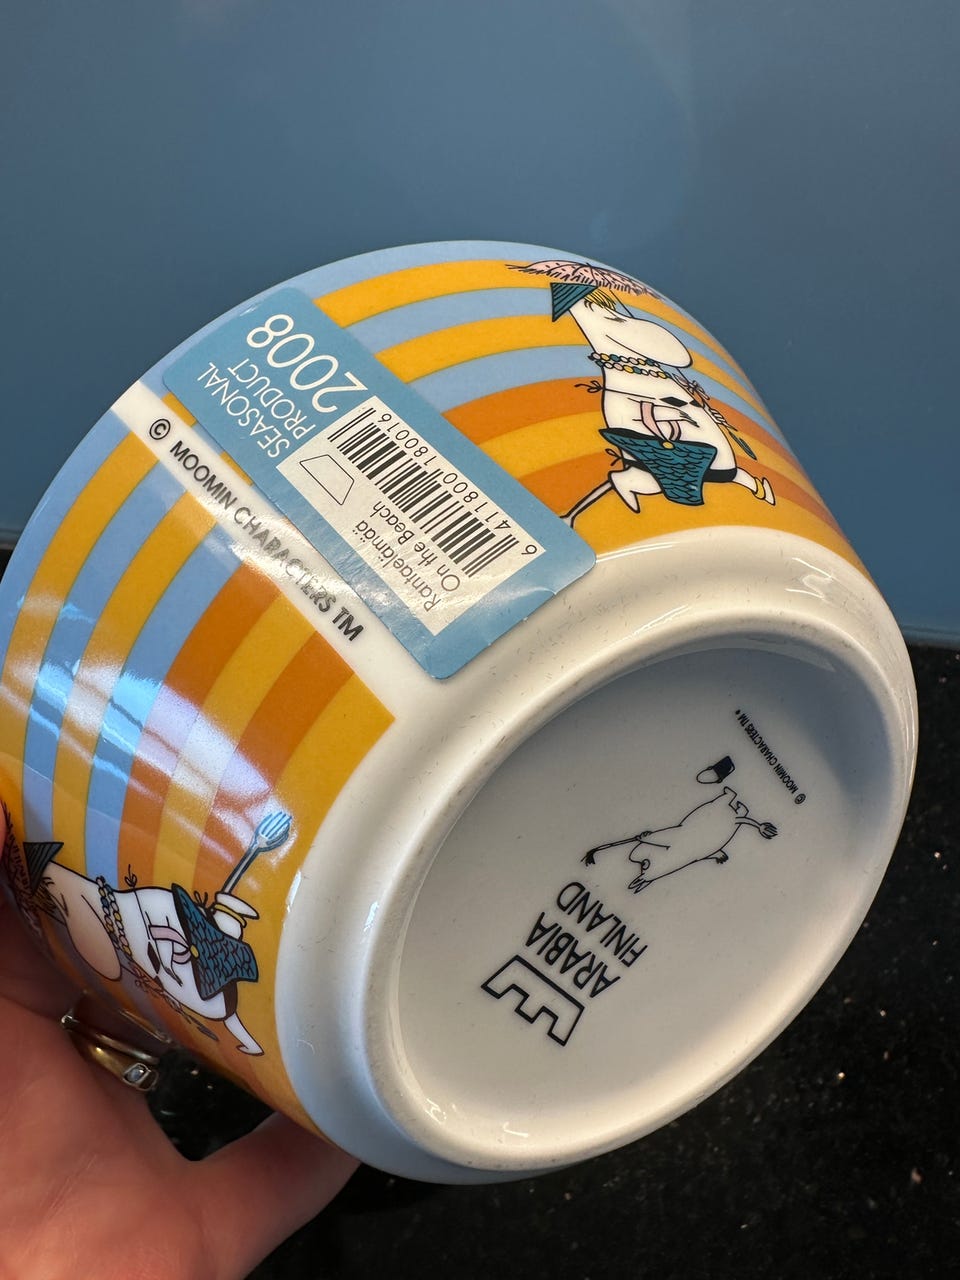 SEASONAL
PRODUCT
2008
6 411800 180016
Rantaelämää
On the Beach
© MOOMIN CHARACTERS TM
ARABIA
FINLAND
© MOOMIN CHARACTERS TM